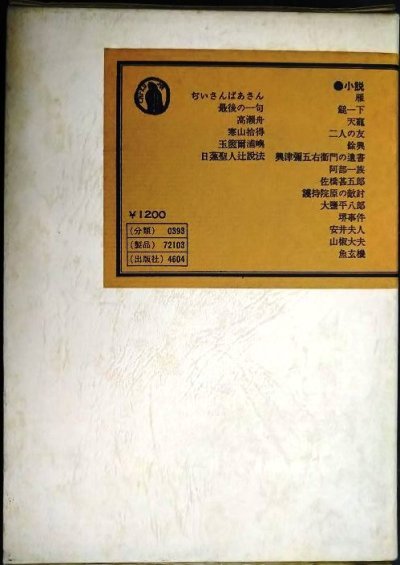 ●小説
雁
鎚一下
天寵
二人の友
餘興
興津彌五右衞門の遺書
阿部一族
佐橋甚五郎
護持院原の敵討
大鹽平八郎
堺事件
安井夫人
山椒大夫
魚玄機
ぢいさんばあさん
最後の一句
高瀬舟
寒山拾得
玉篋兩浦嶼
日蓮聖人辻説法
￥1200
(分類) 0393
(製品) 72103
(出版社) 4604